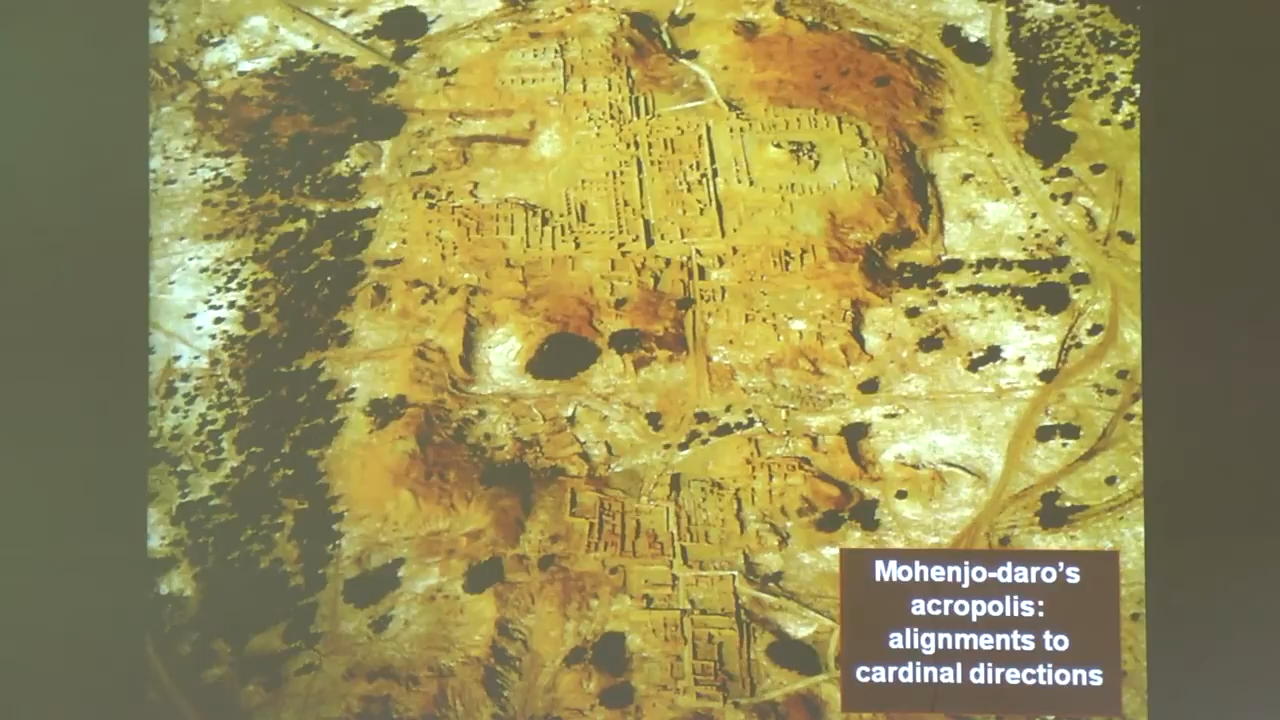 Mohenjo-daro’s
acropolis:
alignments to
cardinal directions